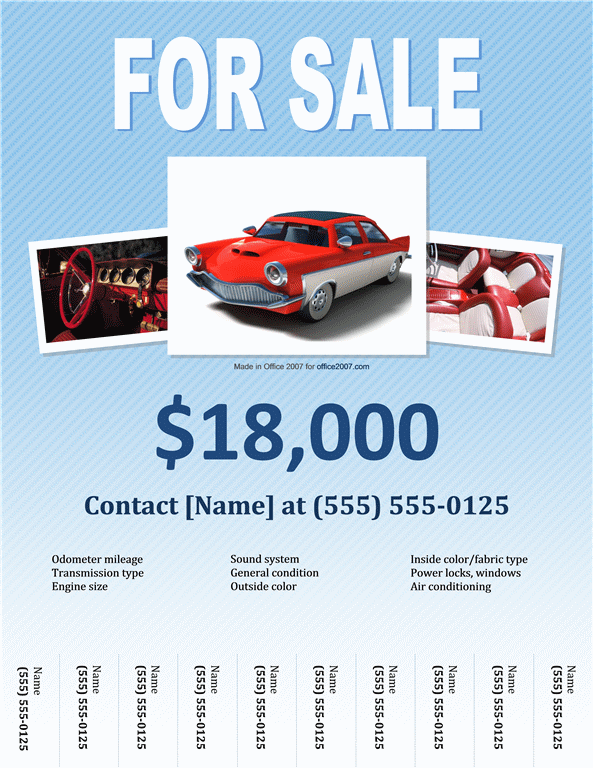 FOR SALE
Made in Office 2007 for office2007.com
$18,000
Contact [Name] at (555) 555-0125
Odometer mileage
Transmission type
Engine size
Sound system
General condition
Outside color
Inside color/fabric type
Power locks, windows
Air conditioning
Name
(555) 555-0125
Name
(555) 555-0125
Name
(555) 555-0125
Name
(555) 555-0125
Name
(555) 555-0125
Name
(555) 555-0125
Name
(555) 555-0125
Name
(555) 555-0125
Name
(555) 555-0125
Name
(555) 555-0125